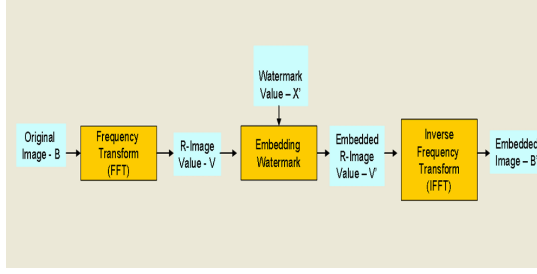 Watermark
Value – X'
Original
Image - B
Frequency
Transform
(FFT)
R-Image
Value - V
Embedding
Watermark
Embedded
R-Image
Value – V'
Inverse
Frequency
Transform
(IFFT)
Embedded
Image – B'